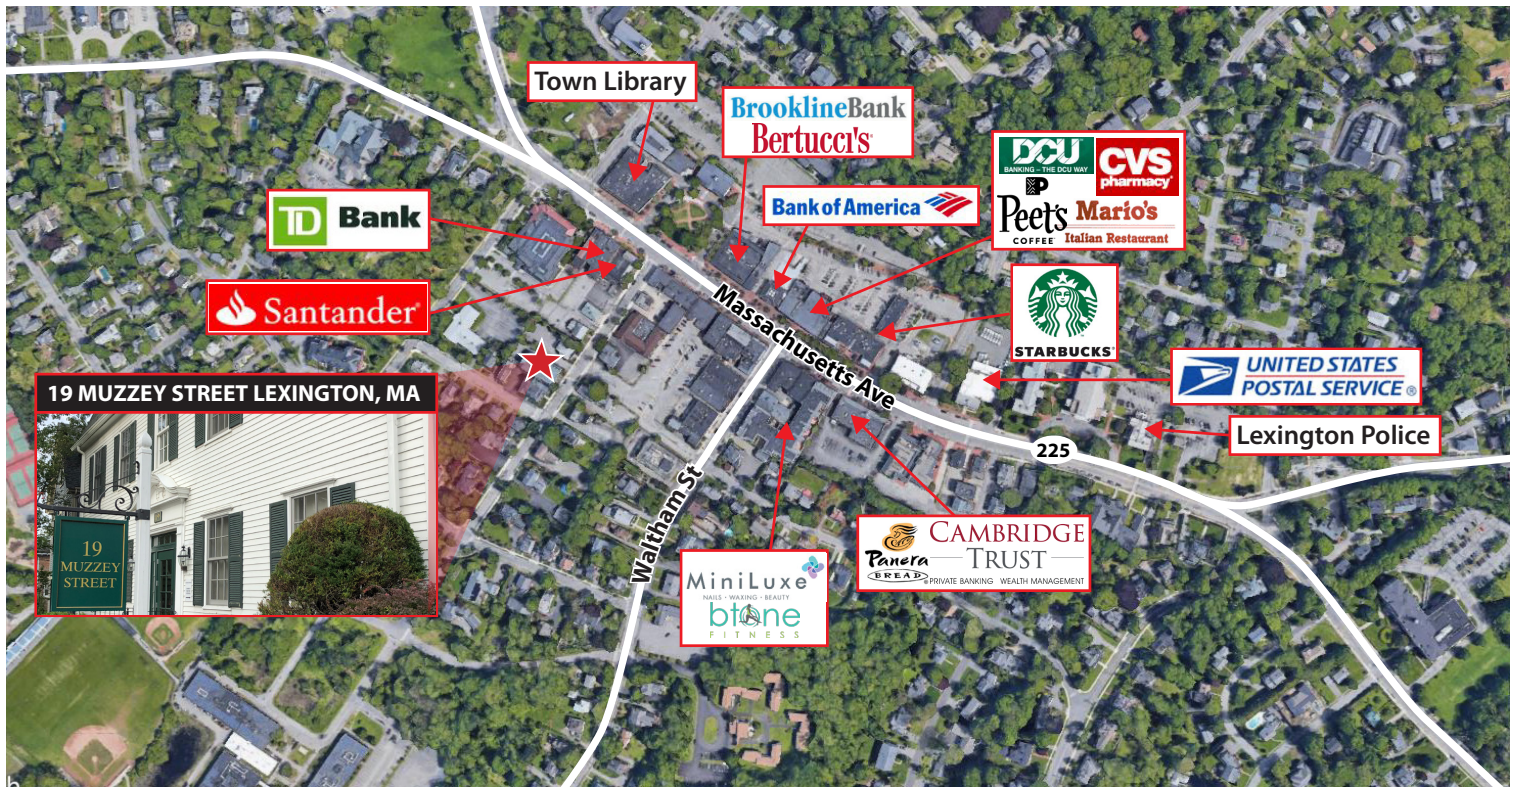 Town Library
BrooklineBank
Bertucci's
DCU
BANKING – THE DCU WAY
CVS
pharmacy
Peet's
COFFEE
Mario's
Italian Restaurant
Bank of America
TD Bank
Santander
STARBUCKS
Massachusetts Ave
UNITED STATES
POSTAL SERVICE®
Lexington Police
225
19 MUZZEY STREET LEXINGTON, MA
19
MUZZEY
STREET
Waltham St
MiniLuxe
NAILS • WAXING • BEAUTY
btone
FITNESS
Panera
BREAD®
CAMBRIDGE
TRUST
PRIVATE BANKING WEALTH MANAGEMENT